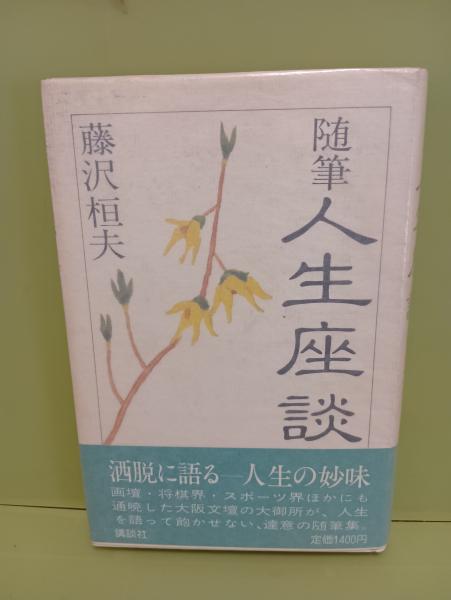 随筆
人生座談
藤沢桓夫
洒脱に語る―人生の妙味
画壇・将棋界・スポーツ界ほかにも
通暁した大阪文壇の大御所が、人生
を語って飽かせない、達意の随筆集。
講談社
定価1400円